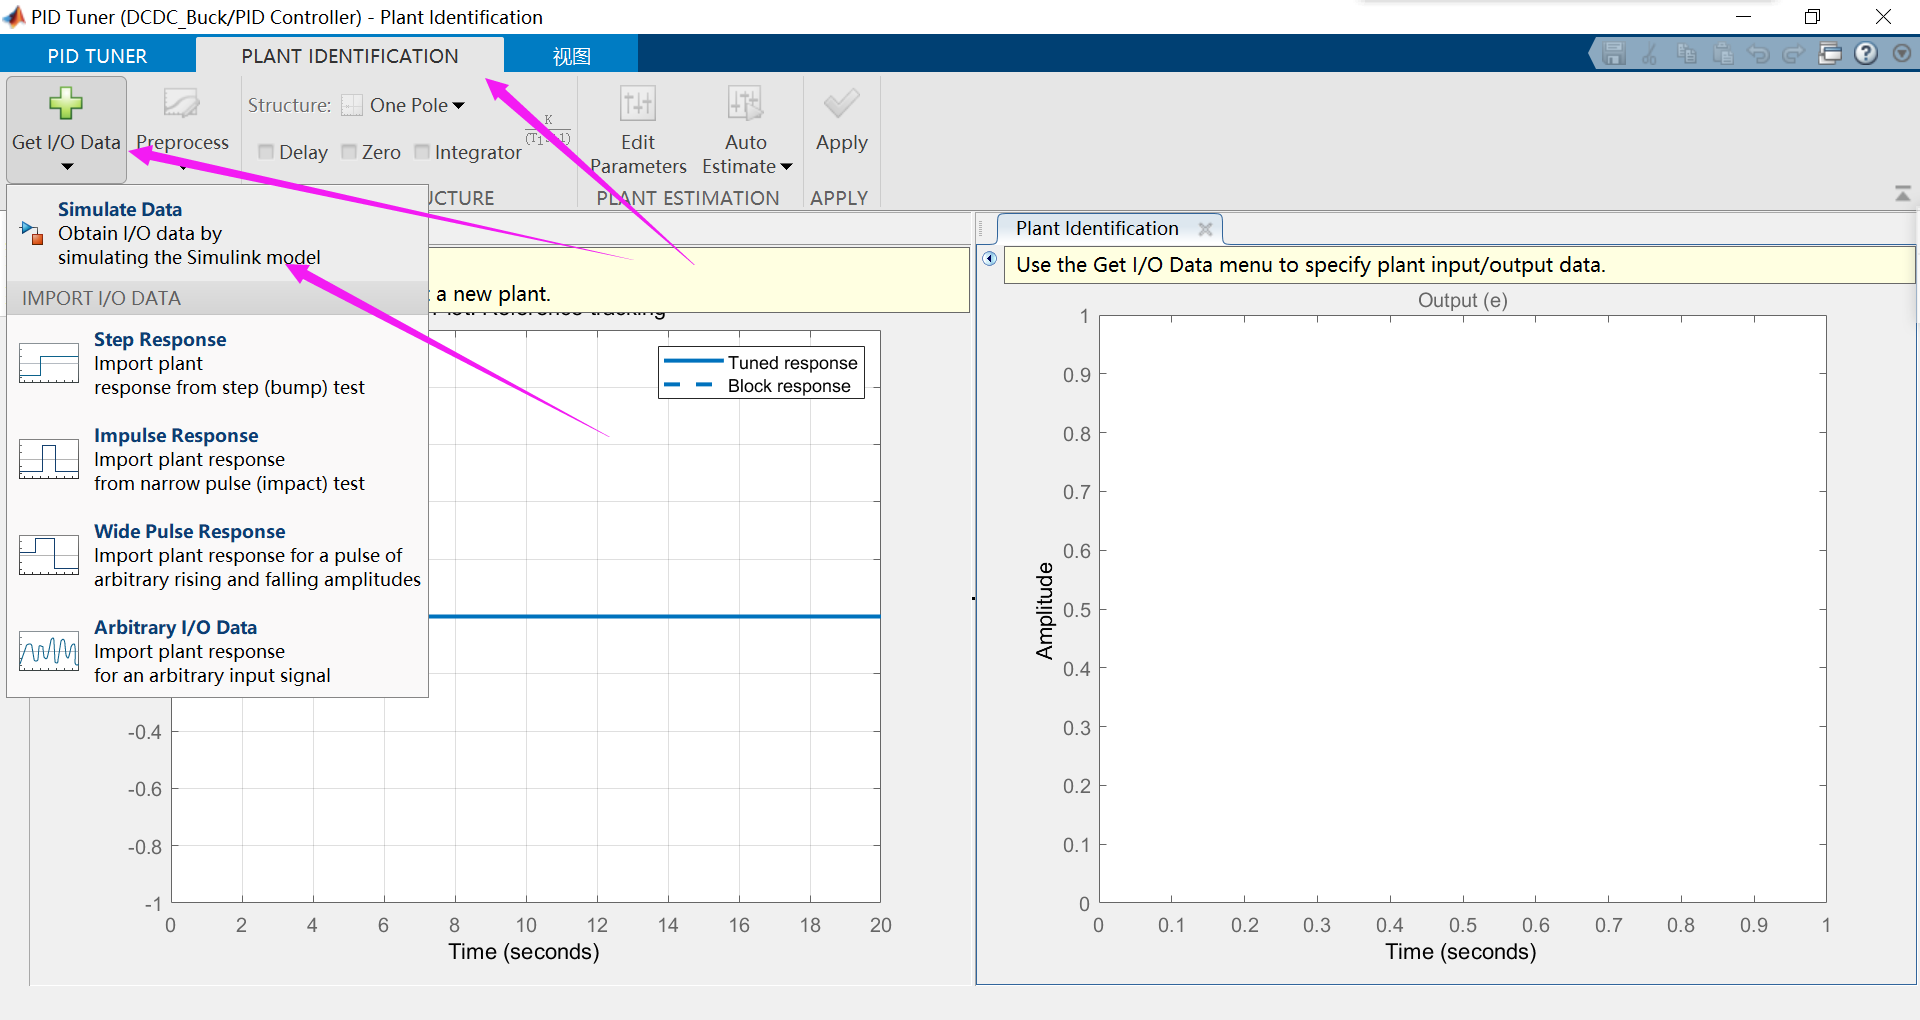 PID Tuner (DCDC_Buck/PID Controller) - Plant Identification
PID TUNER
PLANT IDENTIFICATION
视图
Get I/O Data
Preprocess
Structure:
One Pole
Delay
Zero
Integrator
K
Edit
Parameters
Auto
Estimate
Apply
UCTURE
PLANT ESTIMATION
APPLY
Simulate Data
Obtain I/O data by
simulating the Simulink model
IMPORT I/O DATA
Step Response
Import plant
response from step (bump) test
Impulse Response
Import plant response
from narrow pulse (impact) test
Wide Pulse Response
Import plant response for a pulse of
arbitrary rising and falling amplitudes
Arbitrary I/O Data
Import plant response
for an arbitrary input signal
a new plant.
Reference tracking
Tuned response
Block response
-0.4
-0.6
-0.8
-1
0 2 4 6 8 10 12 14 16 18 20
Time (seconds)
Plant Identification
Use the Get I/O Data menu to specify plant input/output data.
Output (e)
1
0.9
0.8
0.7
0.6
0.5
0.4
0.3
0.2
0.1
0
Amplitude
0 0.1 0.2 0.3 0.4 0.5 0.6 0.7 0.8 0.9 1
Time (seconds)